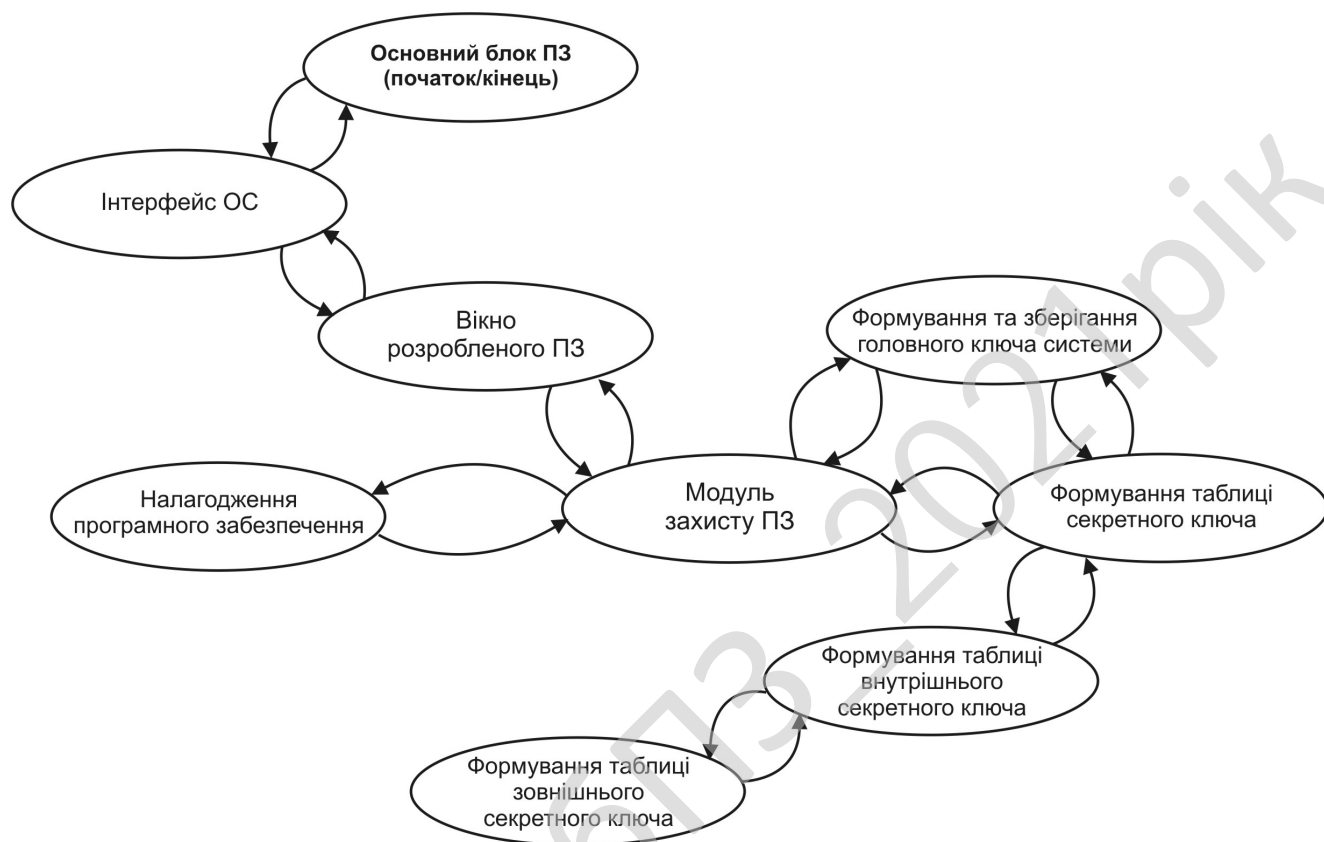 Основний блок ПЗ
(початок/кінець)
Інтерфейс ОС
Вікно
розробленого ПЗ
Формування та зберігання
головного ключа системи
Налагодження
програмного забезпечення
Модуль
захисту ПЗ
Формування таблиці
секретного ключа
Формування таблиці
внутрішнього
секретного ключа
Формування таблиці
зовнішнього
секретного ключа
бПЗ_2021рік